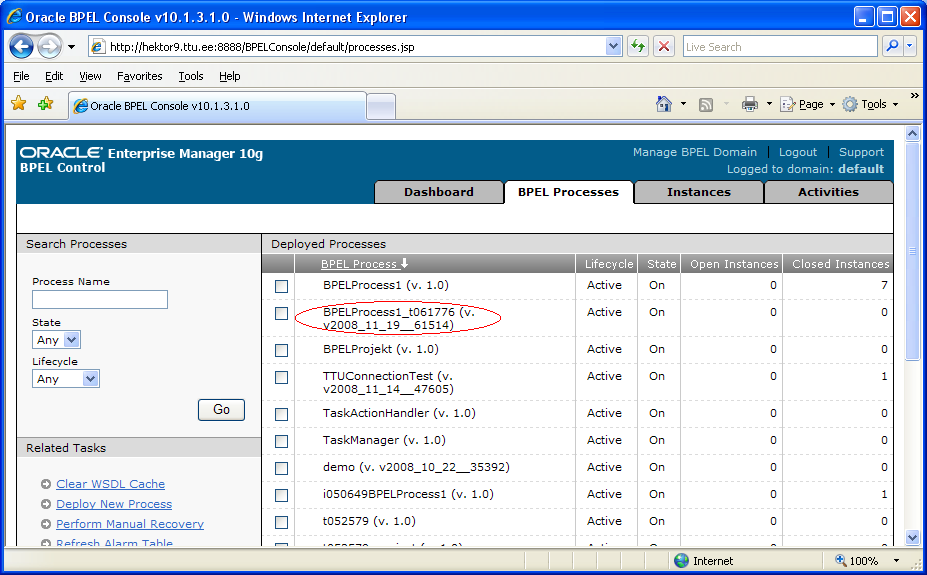 Oracle BPEL Console v10.1.3.1.0 - Windows Internet Explorer
http://hektor9.ttu.ee:8888/BPELConsole/default/processes.jsp
Live Search
File Edit View Favorites Tools Help
Oracle BPEL Console v10.1.3.1.0
Page Tools »
ORACLE Enterprise Manager 10g
BPEL Control
Manage BPEL Domain | Logout | Support
Logged to domain: default
Dashboard BPEL Processes Instances Activities
Search Processes
Process Name
State
Any
Lifecycle
Any
Go
Related Tasks
Clear WSDL Cache
Deploy New Process
Perform Manual Recovery
Refresh Alarm Table
Deployed Processes
BPEL Process Lifecycle State Open Instances Closed Instances
BPELProcess1 (v. 1.0) Active On 0 7
BPELProcess1_t061776 (v. Active On 0 0
v2008_11_19__61514)
BPELProjekt (v. 1.0) Active On 0 0
TTUConnectionTest (v. Active On 0 1
v2008_11_14__47605)
TaskActionHandler (v. 1.0) Active On 0 0
TaskManager (v. 1.0) Active On 0 0
demo (v. v2008_10_22__35392) Active On 0 0
i050649BPELProcess1 (v. 1.0) Active On 0 1
t052579 (v. 1.0) Active On 0 0
Internet 100%